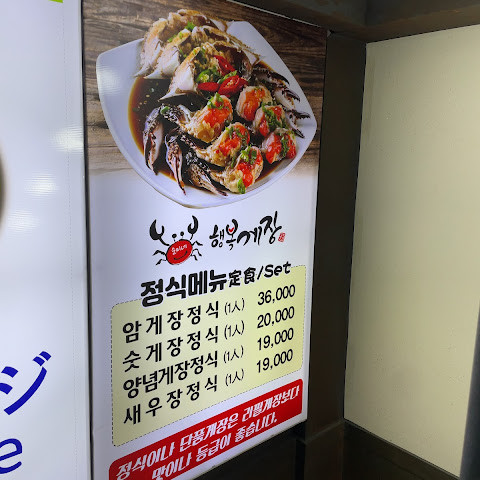 행복게장
정식메뉴定食/Set
암게장정식 (1人) 36,000
숫게장정식 (1人) 20,000
양념게장정식 (1人) 19,000
새우장정식 (1人) 19,000
정식이나 단품게장은 리필게장보다
맛이나 등급이 좋습니다.
ジ
e